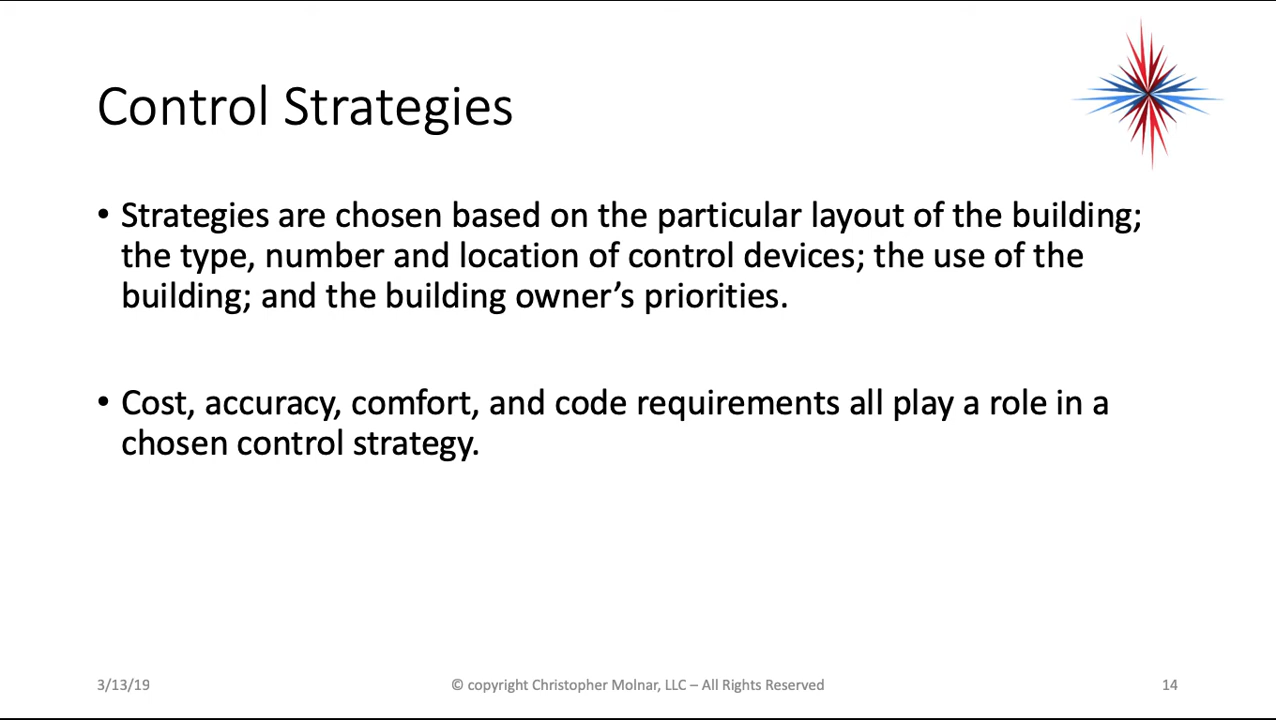 Control Strategies
• Strategies are chosen based on the particular layout of the building;
the type, number and location of control devices; the use of the
building; and the building owner’s priorities.
• Cost, accuracy, comfort, and code requirements all play a role in a
chosen control strategy.
3/13/19
© copyright Christopher Molnar, LLC – All Rights Reserved
14